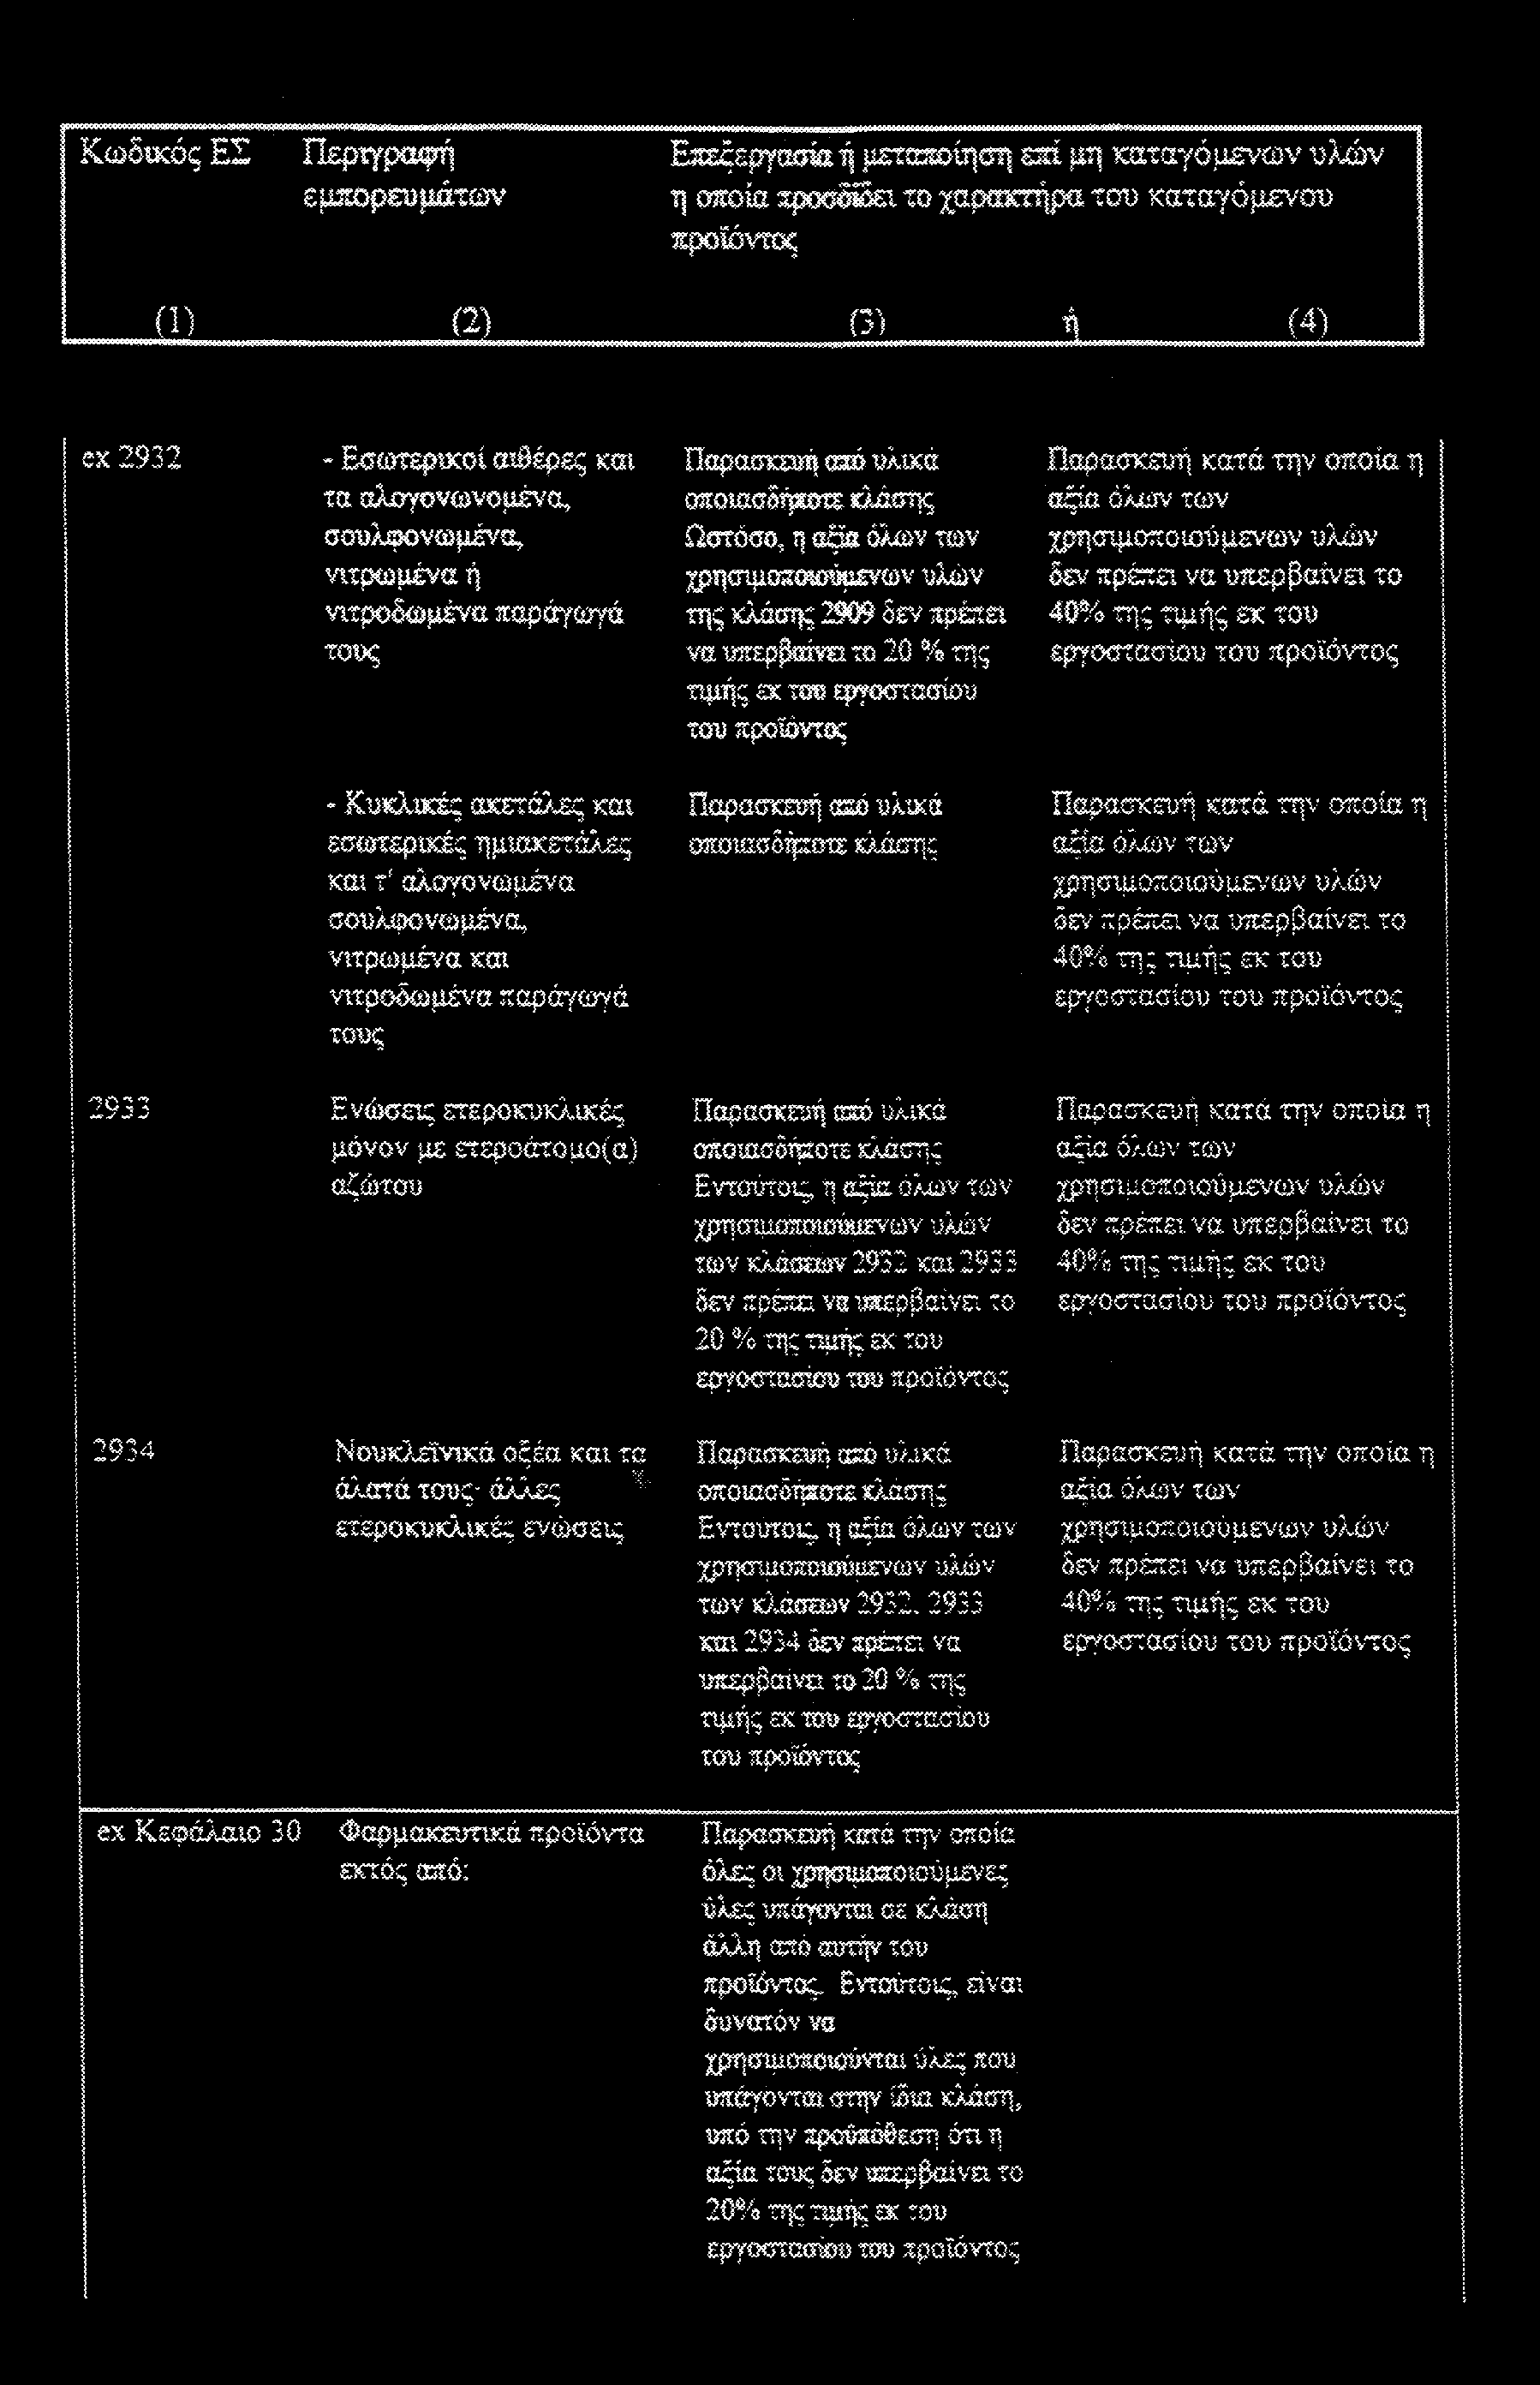 Κωδικός ΕΣ
Περιγραφή
εμπορευμάτων
Επεξεργασία ή μεταποίηση επί μη καταγόμενων υλών
η οποία προσδίδει το χαρακτήρα του καταγόμενου
προϊόντος
(1)
(2)
(3)
ή
(4)
ex 2932
- Εσωτερικοί αιθέρες και
τα αλογονωνομένα,
σουλφονωμένα,
νιτρωμένα ή
νιτροδωμένα παράγωγά
τους
Παρασκευή από υλικά
οποιασδήποτε κλάσης
Ωστόσο, η αξία όλων των
χρησιμοποιούμενων υλών
της κλάσης 2909 δεν πρέπει
να υπερβαίνει το 20 % της
τιμής εκ του εργοστασίου
του προϊόντος
Παρασκευή κατά την οποία η
αξία όλων των
χρησιμοποιούμενων υλών
δεν πρέπει να υπερβαίνει το
40% της τιμής εκ του
εργοστασίου του προϊόντος
- Κυκλικές ακετάλες και
εσωτερικές ημιακετάλες
και τ' αλογονωμένα
σουλφονωμένα,
νιτρωμένα και
νιτροδωμένα παράγωγά
τους
Παρασκευή από υλικά
οποιασδήποτε κλάσης
Παρασκευή κατά την οποία η
αξία όλων των
χρησιμοποιούμενων υλών
δεν πρέπει να υπερβαίνει το
40% της τιμής εκ του
εργοστασίου του προϊόντος
2933
Ενώσεις ετεροκυκλικές
μόνον με ετεροάτομο(α)
αζώτου
Παρασκευή από υλικά
οποιασδήποτε κλάσης
Εντούτοις, η αξία όλων των
χρησιμοποιούμενων υλών
των κλάσεων 2932 και 2933
δεν πρέπει να υπερβαίνει το
20 % της τιμής εκ του
εργοστασίου του προϊόντος
Παρασκευή κατά την οποία η
αξία όλων των
χρησιμοποιούμενων υλών
δεν πρέπει να υπερβαίνει το
40% της τιμής εκ του
εργοστασίου του προϊόντος
2934
Νουκλεϊνικά οξέα και τα
άλατά τους· άλλες
ετεροκυκλικές ενώσεις
Παρασκευή από υλικά
οποιασδήποτε κλάσης
Εντούτοις, η αξία όλων των
χρησιμοποιούμενων υλών
των κλάσεων 2932, 2933
και 2934 δεν πρέπει να
υπερβαίνει το 20 % της
τιμής εκ του εργοστασίου
του προϊόντος
Παρασκευή κατά την οποία η
αξία όλων των
χρησιμοποιούμενων υλών
δεν πρέπει να υπερβαίνει το
40% της τιμής εκ του
εργοστασίου του προϊόντος
ex Κεφάλαιο 30
Φαρμακευτικά προϊόντα
εκτός από:
Παρασκευή κατά την οποία
όλες οι χρησιμοποιούμενες
ύλες υπάγονται σε κλάση
άλλη από αυτήν του
προϊόντος. Εντούτοις, είναι
δυνατόν να
χρησιμοποιούνται ύλες που
υπάγονται στην ίδια κλάση,
υπό την προϋπόθεση ότι η
αξία τους δεν υπερβαίνει το
20% της τιμής εκ του
εργοστασίου του προϊόντος